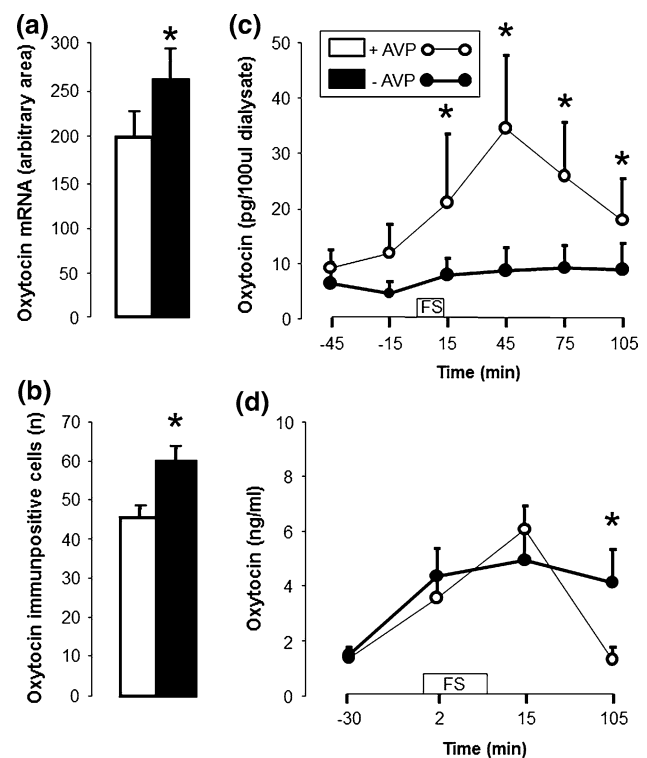 (a)
Oxytocin mRNA (arbitrary area)
300
250
200
150
100
50
0
*
(c)
Oxytocin (pg/100ul dialysate)
50
40
30
20
10
0
+ AVP
- AVP
* * * *
FS
-45 -15 15 45 75 105
Time (min)
(b)
Oxytocin immunpositive cells (n)
70
60
50
40
30
20
10
0
*
(d)
Oxytocin (ng/ml)
10
8
6
4
2
0
*
FS
-30 2 15 105
Time (min)